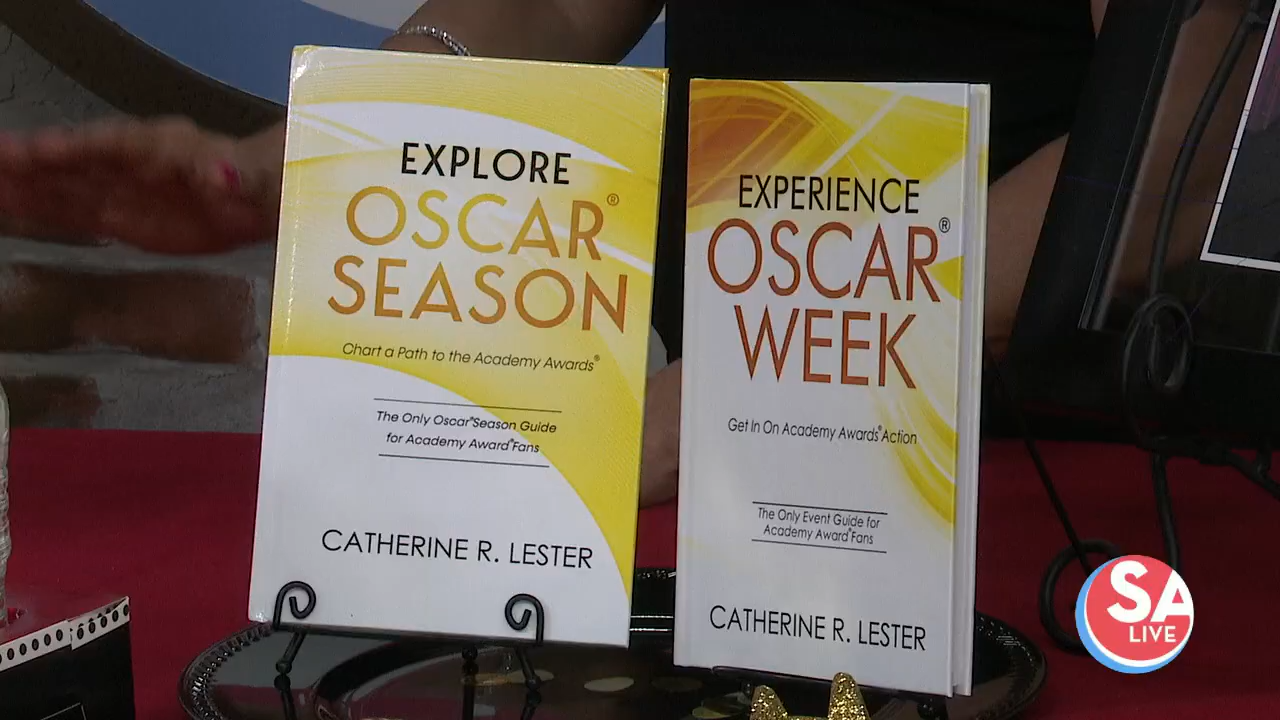 EXPLORE
OSCAR®
SEASON
Chart a Path to the Academy Awards®
The Only Oscar® Season Guide
for Academy Award® Fans
CATHERINE R. LESTER
EXPERIENCE
OSCAR®
WEEK
Get In On Academy Awards® Action
The Only Event Guide for
Academy Award® Fans
CATHERINE R. LESTER
SA
LIVE